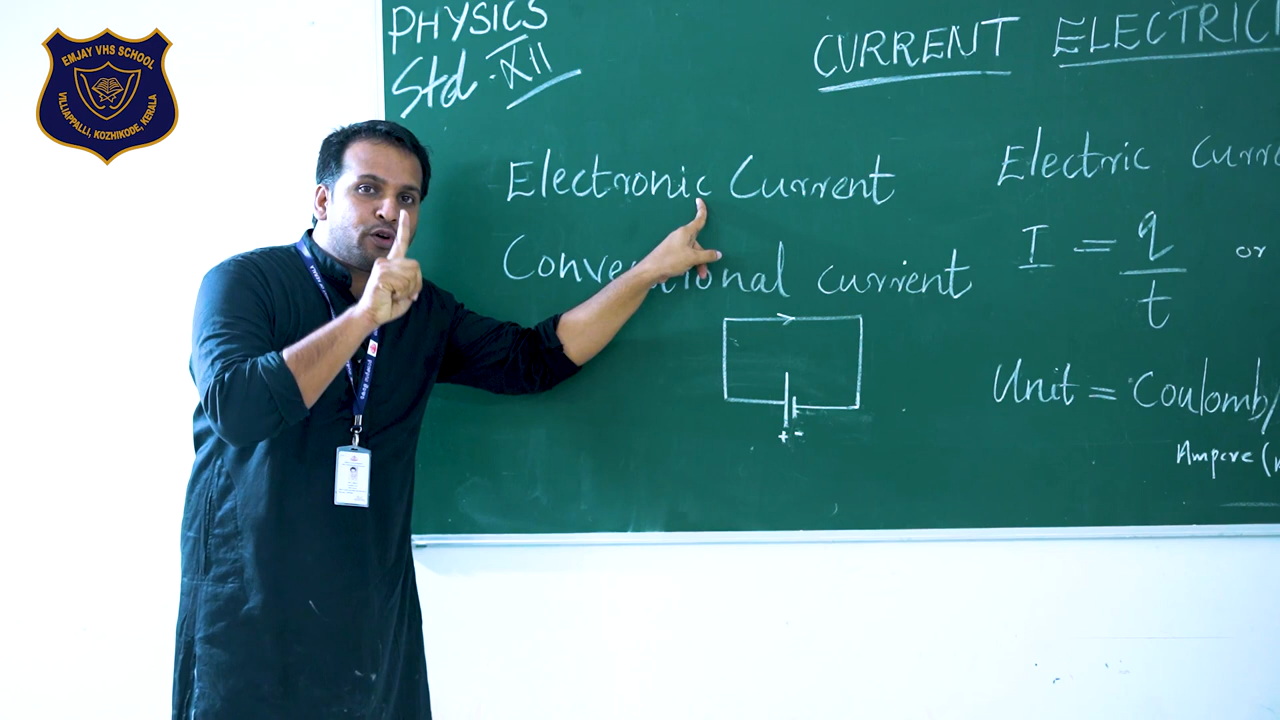 EMJAY VHS SCHOOL
VILLIAPPALLI, KOZHIKODE, KERALA
PHYSICS
Std - XII
CURRENT ELECTRIC
Electronic Current
Conventional current
+ -
Electric Curre
I = q/t or
Unit = Coulomb/
Ampere (